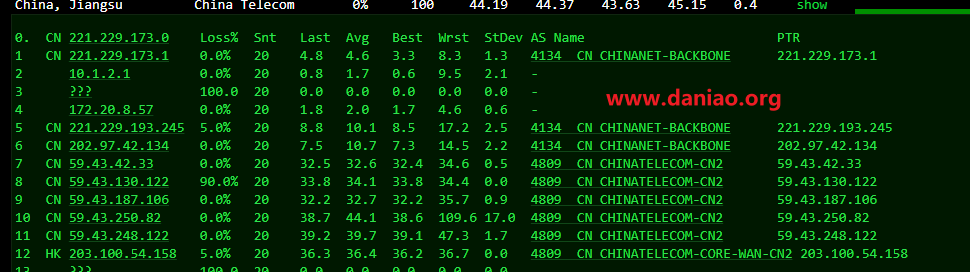 China, Jiangsu China Telecom 0% 100 44.19 44.37 43.63 45.15 0.4 show
0. CN 221.229.173.0 Loss% Snt Last Avg Best Wrst StDev AS Name PTR
1 CN 221.229.173.1 0.0% 20 4.8 4.6 3.3 8.3 1.3 4134 CN CHINANET-BACKBONE 221.229.173.1
2 10.1.2.1 0.0% 20 0.8 1.7 0.6 9.5 2.1 -
3 ??? 100.0 20 0.0 0.0 0.0 0.0 0.0 -
www.daniao.org
4 172.20.8.57 0.0% 20 1.8 2.0 1.7 4.6 0.6 -
5 CN 221.229.193.245 5.0% 20 8.8 10.1 8.5 17.2 2.5 4134 CN CHINANET-BACKBONE 221.229.193.245
6 CN 202.97.42.134 0.0% 20 7.5 10.7 7.3 14.5 2.2 4134 CN CHINANET-BACKBONE 202.97.42.134
7 CN 59.43.42.33 0.0% 20 32.5 32.6 32.4 34.6 0.5 4809 CN CHINATELECOM-CN2 59.43.42.33
8 CN 59.43.130.122 90.0% 20 33.8 34.1 33.8 34.4 0.0 4809 CN CHINATELECOM-CN2 59.43.130.122
9 CN 59.43.187.106 0.0% 20 32.2 32.7 32.2 35.7 0.9 4809 CN CHINATELECOM-CN2 59.43.187.106
10 CN 59.43.250.82 0.0% 20 38.7 44.1 38.6 109.6 17.0 4809 CN CHINATELECOM-CN2 59.43.250.82
11 CN 59.43.248.122 0.0% 20 39.2 39.7 39.1 47.3 1.7 4809 CN CHINATELECOM-CN2 59.43.248.122
12 HK 203.100.54.158 5.0% 20 36.3 36.4 36.2 36.7 0.0 4809 CN CHINATELECOM-CORE-WAN-CN2 203.100.54.158